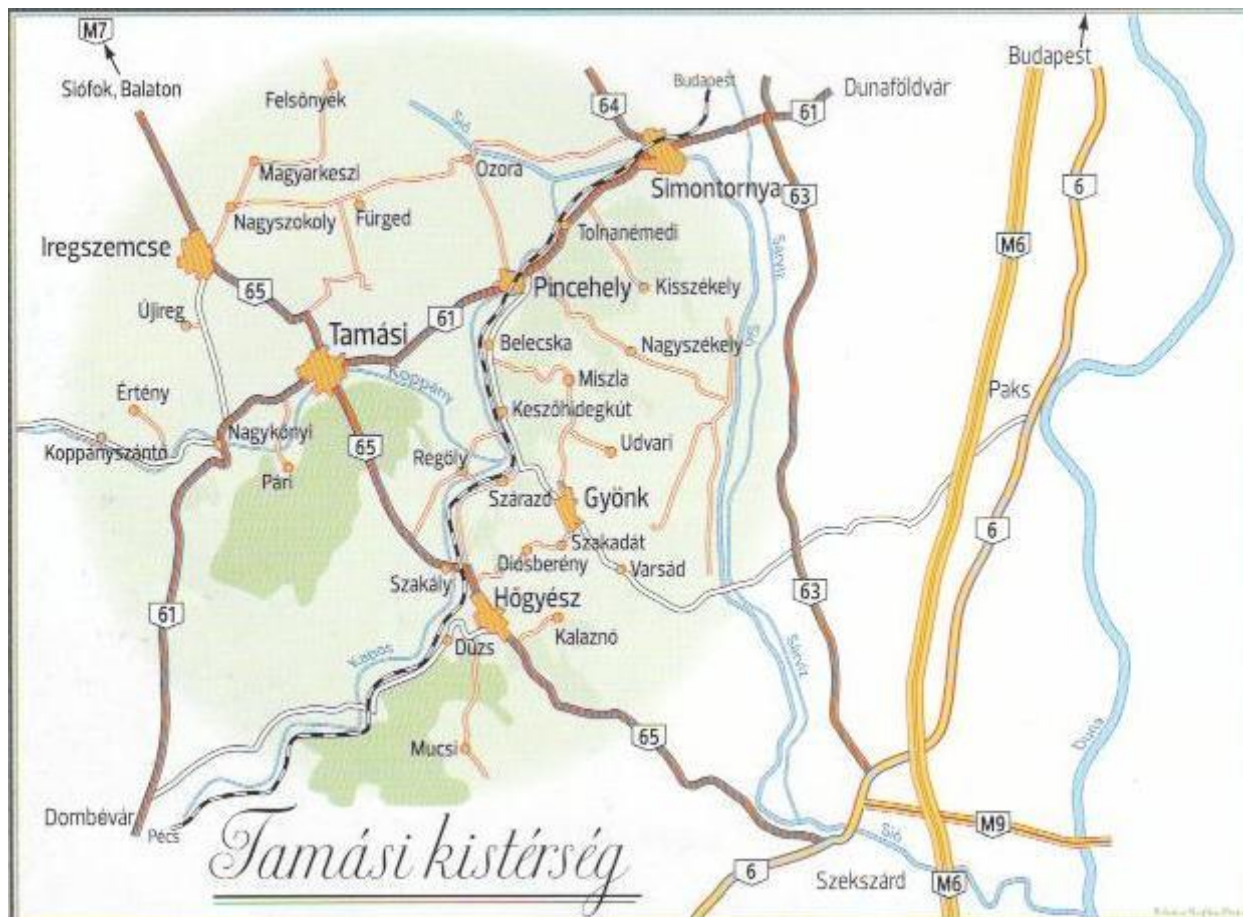 M7
Siófok, Balaton
Budapest
Budapest
Dunaföldvár
64
61
Felsőnyék
Sió
6
Magyarkeszi
Ozora
Simontornya
63
Nagyszokoly
Fürged
Tolnanémedi
Iregszemcse
Sárvíz
M6
65
Pincehely
Kisszékely
Újireg
61
Tamási
Belecska
Nagyszékely
Sió
Koppány
Miszla
Értény
Keszőhidegkút
Paks
Nagykónyi
65
Udvari
Koppányszántó
Regöly
Pári
Szárazd
Gyönk
6
Szakadát
Diósberény
Szakály
Varsád
61
Hőgyész
63
Kalaznó
Kapos
Dúzs
Sárvíz
65
Mucsi
Duna
Dombóvár
Pécs
M9
Sió
Tamási kistérség
6
Szekszárd
M6